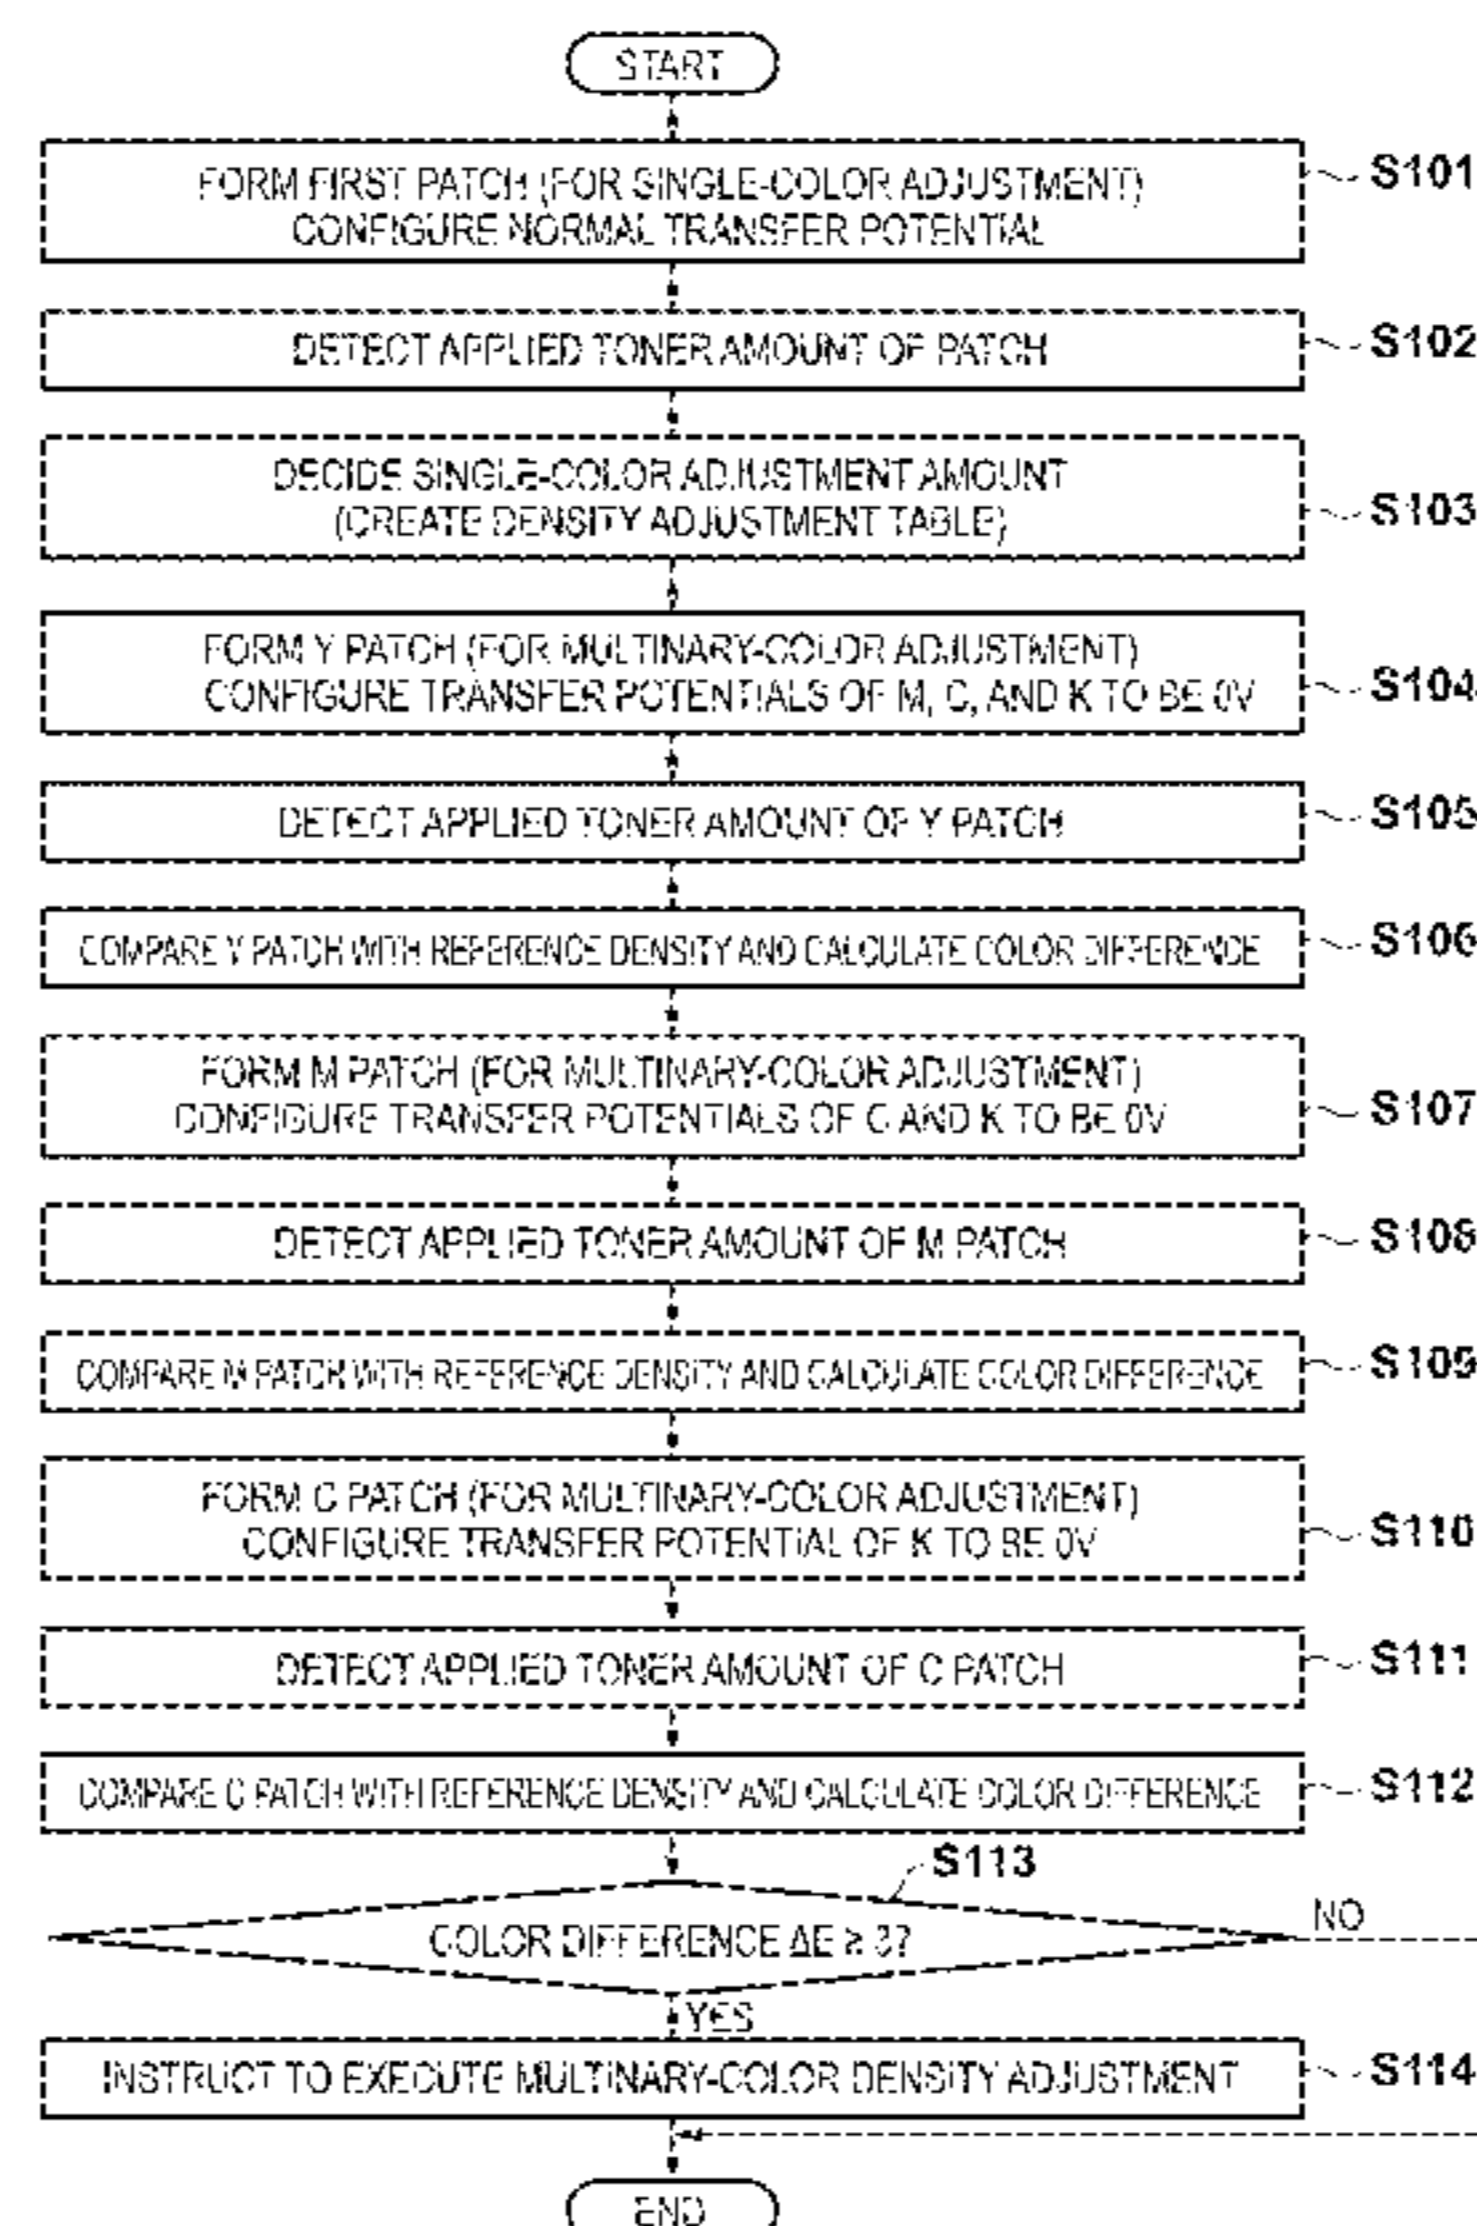 START
FORM FIRST PATCH (FOR SINGLE-COLOR ADJUSTMENT)
CONFIGURE NORMAL TRANSFER POTENTIAL
S101
DETECT APPLIED TONER AMOUNT OF PATCH
S102
DECIDE SINGLE-COLOR ADJUSTMENT AMOUNT
(CREATE DENSITY ADJUSTMENT TABLE)
S103
FORM Y PATCH (FOR MULTINARY-COLOR ADJUSTMENT)
CONFIGURE TRANSFER POTENTIALS OF M, C, AND K TO BE 0V
S104
DETECT APPLIED TONER AMOUNT OF Y PATCH
S105
COMPARE Y PATCH WITH REFERENCE DENSITY AND CALCULATE COLOR DIFFERENCE
S106
FORM M PATCH (FOR MULTINARY-COLOR ADJUSTMENT)
CONFIGURE TRANSFER POTENTIALS OF C AND K TO BE 0V
S107
DETECT APPLIED TONER AMOUNT OF M PATCH
S108
COMPARE M PATCH WITH REFERENCE DENSITY AND CALCULATE COLOR DIFFERENCE
S109
FORM C PATCH (FOR MULTINARY-COLOR ADJUSTMENT)
CONFIGURE TRANSFER POTENTIAL OF K TO BE 0V
S110
DETECT APPLIED TONER AMOUNT OF C PATCH
S111
COMPARE C PATCH WITH REFERENCE DENSITY AND CALCULATE COLOR DIFFERENCE
S112
S113
COLOR DIFFERENCE ΔE ≥ 3?
NO
YES
INSTRUCT TO EXECUTE MULTINARY-COLOR DENSITY ADJUSTMENT
S114
END